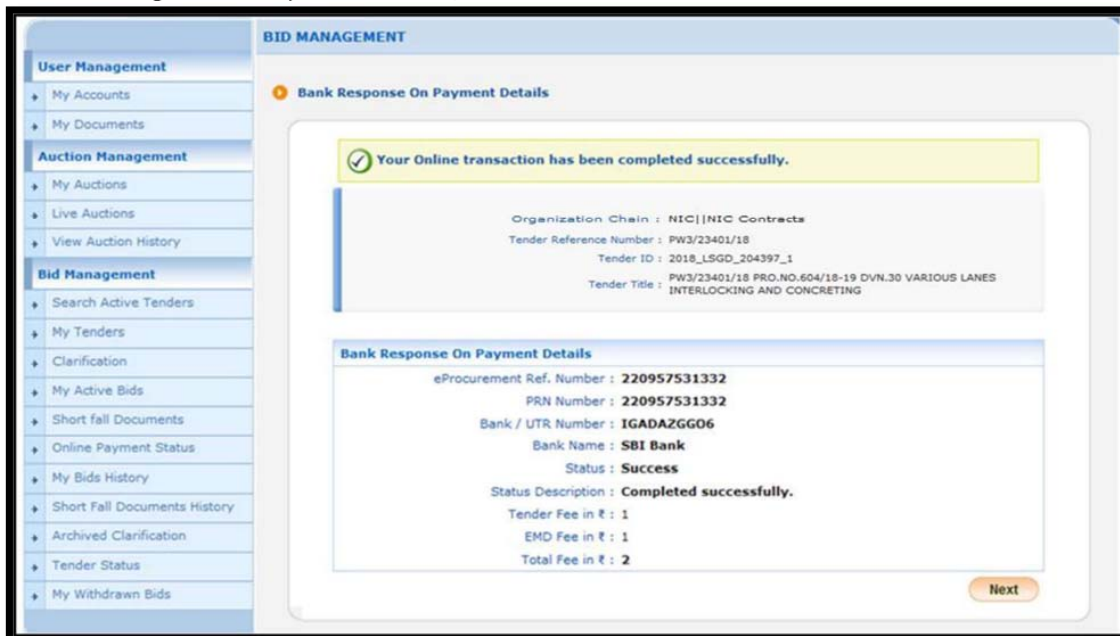 BID MANAGEMENT
User Management
My Accounts
My Documents
Auction Management
My Auctions
Live Auctions
View Auction History
Bid Management
Search Active Tenders
My Tenders
Clarification
My Active Bids
Short fall Documents
Online Payment Status
My Bids History
Short Fall Documents History
Archived Clarification
Tender Status
My Withdrawn Bids
Bank Response On Payment Details
Your Online transaction has been completed successfully.
Organization Chain : NIC||NIC Contracts
Tender Reference Number : PW3/23401/18
Tender ID : 2018_LSGD_204397_1
Tender Title : PW3/23401/18 PRO.NO.604/18-19 DVN.30 VARIOUS LANES
INTERLOCKING AND CONCRETING
Bank Response On Payment Details
eProcurement Ref. Number : 220957531332
PRN Number : 220957531332
Bank / UTR Number : IGADAZGGO6
Bank Name : SBI Bank
Status : Success
Status Description : Completed successfully.
Tender Fee in ₹ : 1
EMD Fee in ₹ : 1
Total Fee in ₹ : 2
Next